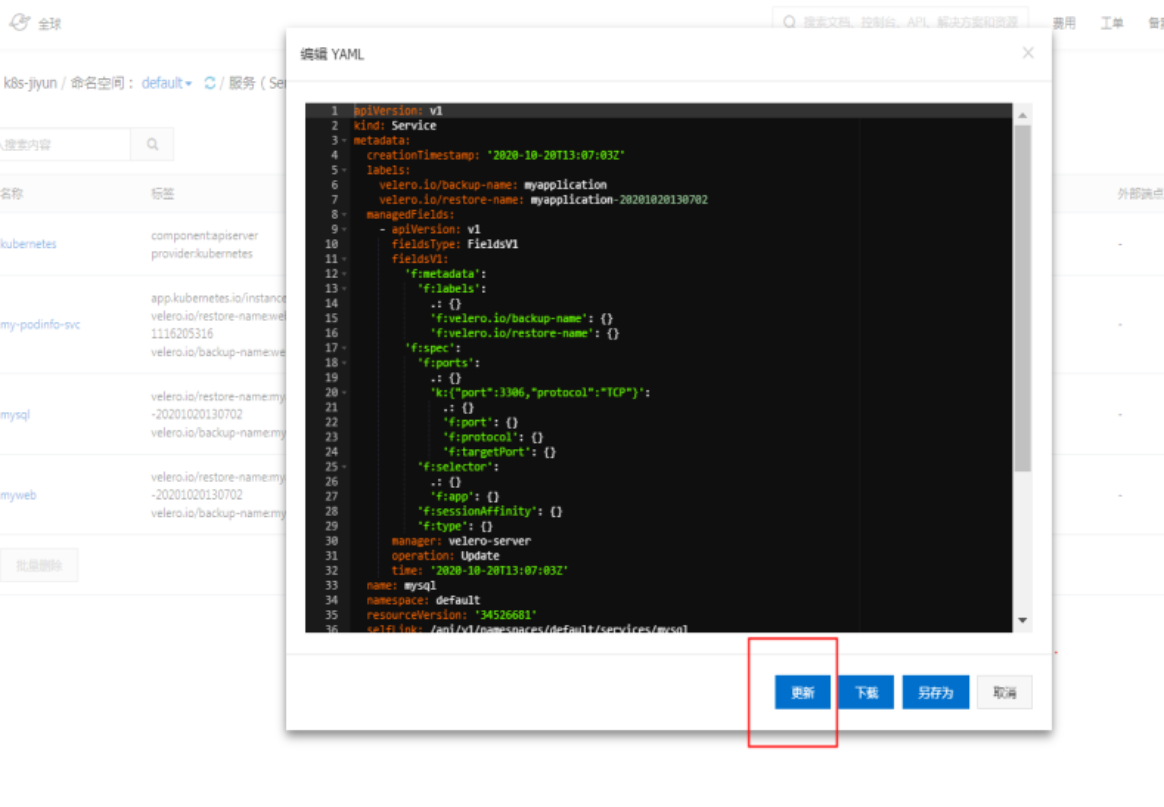 全球
搜索文档、控制台、API、解决方案和资源
费用
工单
k8s-jiyun / 命名空间： default / 服务（Ser
编辑 YAML
搜索内容
名称
标签
外部端点
kubernetes
component:apiserver
provider:kubernetes
-
my-podinfo-svc
app.kubernetes.io/instance
velero.io/restore-name:we
1116205316
velero.io/backup-name:we
-
mysql
velero.io/restore-name:my
-20201020130702
velero.io/backup-name:my
-
myweb
velero.io/restore-name:my
-20201020130702
velero.io/backup-name:my
-
批量删除
1 apiVersion: v1
2 kind: Service
3 metadata:
4 creationTimestamp: '2020-10-20T13:07:03Z'
5 labels:
6 velero.io/backup-name: myapplication
7 velero.io/restore-name: myapplication-20201020130702
8 managedFields:
9 - apiVersion: v1
10 fieldsType: FieldsV1
11 fieldsV1:
12 'f:metadata':
13 'f:labels':
14 .: {}
15 'f:velero.io/backup-name': {}
16 'f:velero.io/restore-name': {}
17 'f:spec':
18 'f:ports':
19 .: {}
20 'k:{"port":3306,"protocol":"TCP"}':
21 .: {}
22 'f:port': {}
23 'f:protocol': {}
24 'f:targetPort': {}
25 'f:selector':
26 .: {}
27 'f:app': {}
28 'f:sessionAffinity': {}
29 'f:type': {}
30 manager: velero-server
31 operation: Update
32 time: '2020-10-20T13:07:03Z'
33 name: mysql
34 namespace: default
35 resourceVersion: '34526681'
36 selfLink: /api/v1/namespaces/default/services/mysql
更新
下载
另存为
取消